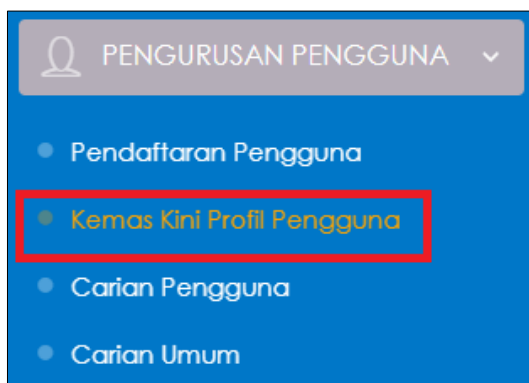 PENGURUSAN PENGGUNA
Pendaftaran Pengguna
Kemas Kini Profil Pengguna
Carian Pengguna
Carian Umum